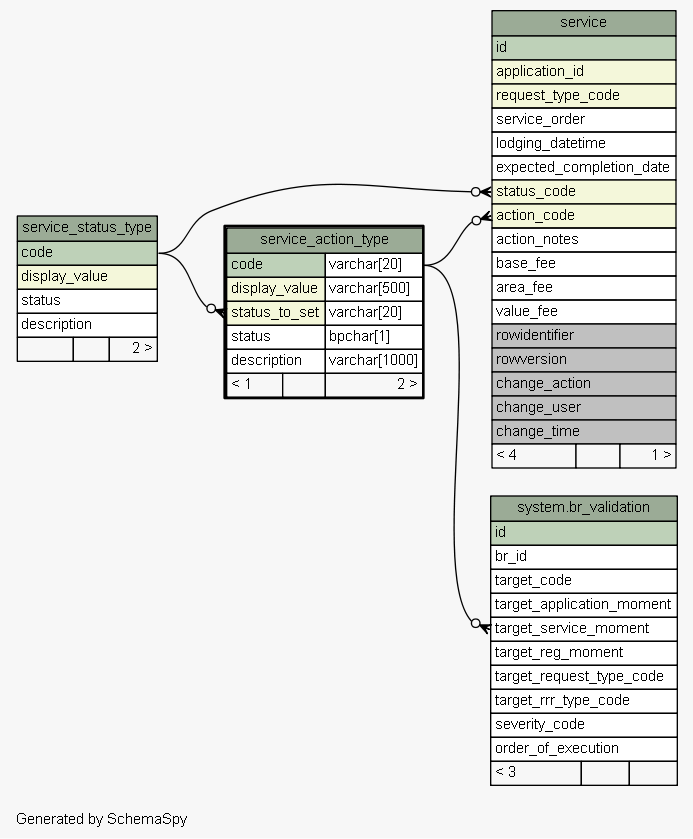 service
id
application_id
request_type_code
service_order
lodging_datetime
expected_completion_date
status_code
action_code
action_notes
base_fee
area_fee
value_fee
rowidentifier
rowversion
change_action
change_user
change_time
< 4 1 >
service_status_type
code
display_value
status
description
2 >
service_action_type
code varchar[20]
display_value varchar[500]
status_to_set varchar[20]
status bpchar[1]
description varchar[1000]
< 1 2 >
system.br_validation
id
br_id
target_code
target_application_moment
target_service_moment
target_reg_moment
target_request_type_code
target_rrr_type_code
severity_code
order_of_execution
< 3
Generated by SchemaSpy